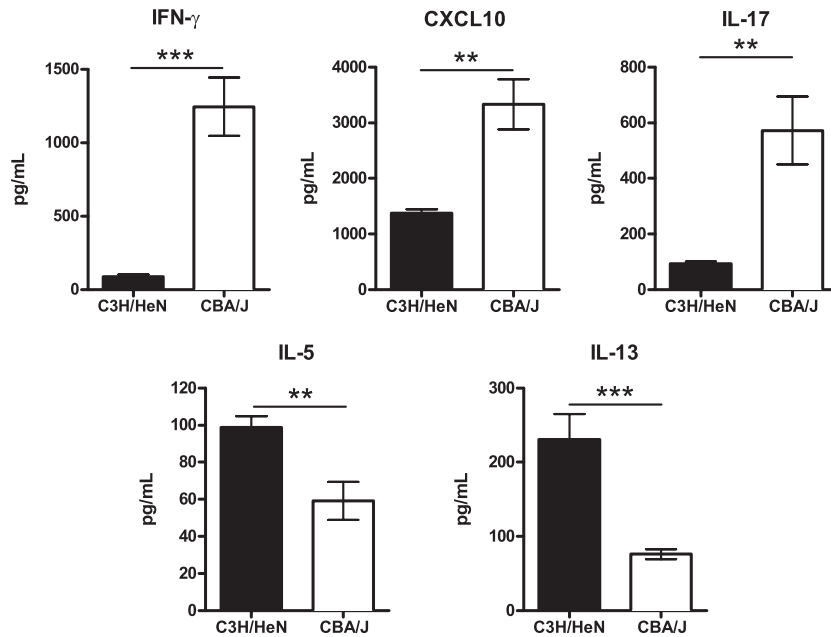 IFN-γ
***
1500
1000
500
0
pg/mL
C3H/HeN
CBA/J
CXCL10
**
4000
3000
2000
1000
0
pg/mL
C3H/HeN
CBA/J
IL-17
**
800
600
400
200
0
pg/mL
C3H/HeN
CBA/J
IL-5
**
120
100
80
60
40
20
0
pg/mL
C3H/HeN
CBA/J
IL-13
***
300
200
100
0
pg/mL
C3H/HeN
CBA/J